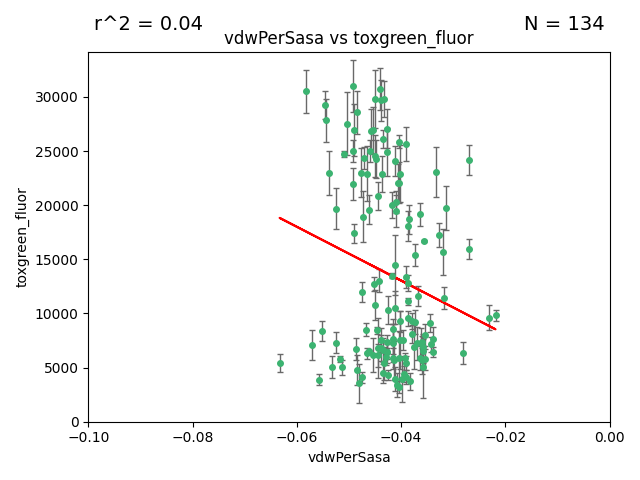 r^2 = 0.04
N = 134
vdwPerSasa vs toxgreen_fluor
toxgreen_fluor
30000
25000
20000
15000
10000
5000
0
−0.10
−0.08
−0.06
−0.04
−0.02
0.00
vdwPerSasa